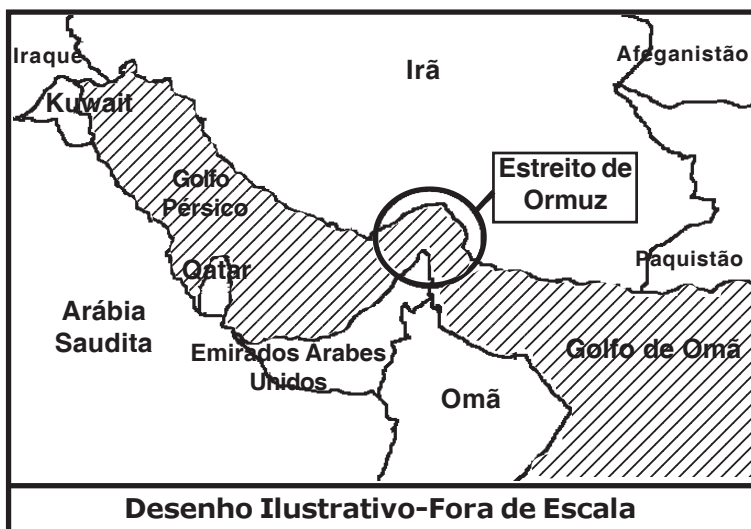 Iraque
Afeganistão
Irã
Kuwait
Estreito de
Ormuz
Golfo
Pérsico
Paquistão
Qatar
Arábia
Saudita
Golfo de Omã
Emirados Arabes
Unidos
Omã
Desenho Ilustrativo-Fora de Escala